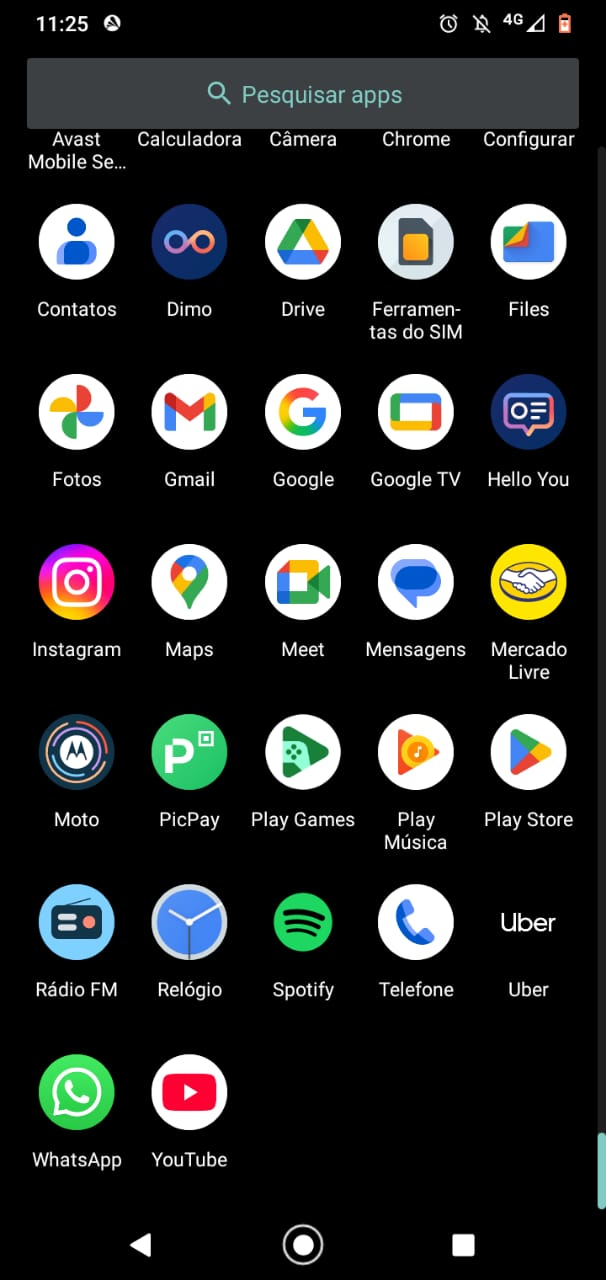 11:25 4G
Pesquisar apps
Avast Calculadora Câmera Chrome Configurar
Mobile Se…
Contatos Dimo Drive Ferramen- Files
tas do SIM
Fotos Gmail Google Google TV Hello You
Instagram Maps Meet Mensagens Mercado
Livre
Moto PicPay Play Games Play Play Store
Música
Uber
Rádio FM Relógio Spotify Telefone Uber
WhatsApp YouTube